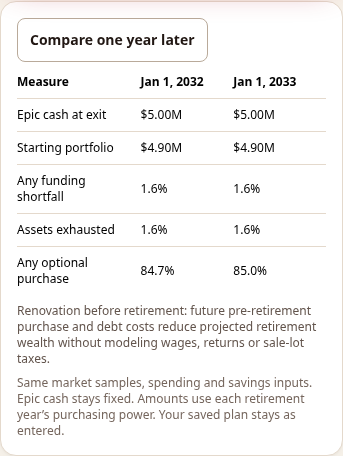 Compare one year later
Measure Jan 1, 2032 Jan 1, 2033
Epic cash at exit $5.00M $5.00M
Starting portfolio $4.90M $4.90M
Any funding
shortfall 1.6% 1.6%
Assets exhausted 1.6% 1.6%
Any optional
purchase 84.7% 85.0%
Renovation before retirement: future pre-retirement
purchase and debt costs reduce projected retirement
wealth without modeling wages, returns or sale-lot
taxes.
Same market samples, spending and savings inputs.
Epic cash stays fixed. Amounts use each retirement
year’s purchasing power. Your saved plan stays as
entered.